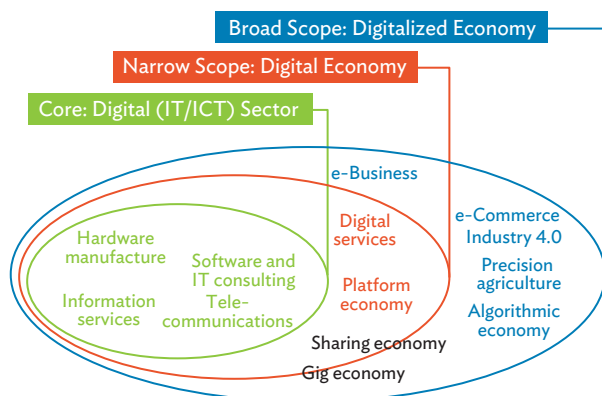 Broad Scope: Digitalized Economy
Narrow Scope: Digital Economy
Core: Digital (IT/ICT) Sector
e-Business
Digital
services
e-Commerce
Industry 4.0
Hardware
manufacture
Software and
IT consulting
Precision
agriculture
Platform
economy
Information
services
Tele-
communications
Algorithmic
economy
Sharing economy
Gig economy